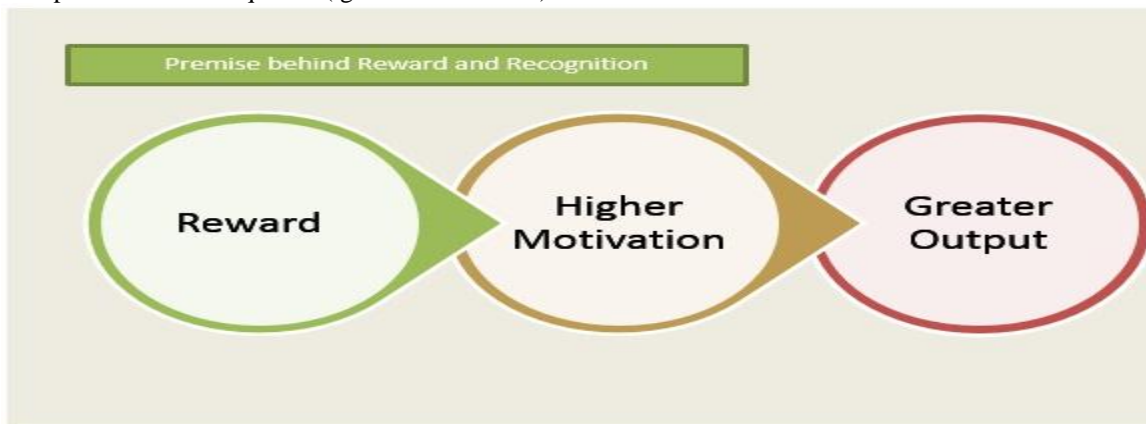 Premise behind Reward and Recognition
Reward
Higher
Motivation
Greater
Output